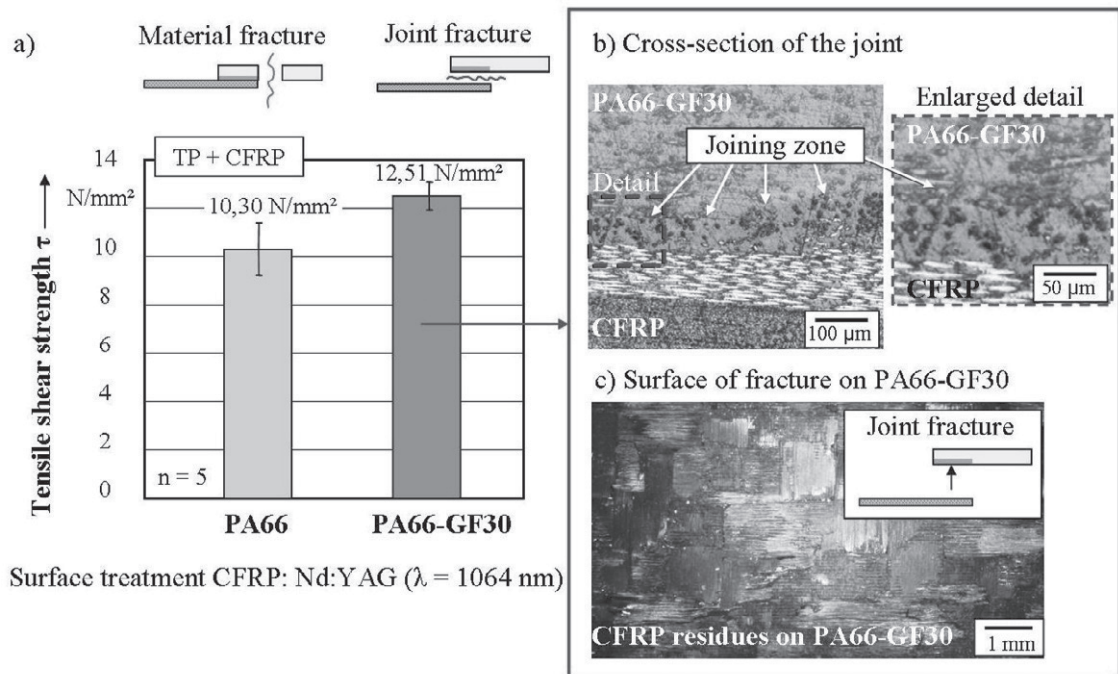 a)
Material fracture
Joint fracture
TP + CFRP
14
N/mm²
10
8
6
4
2
0
Tensile shear strength τ
10,30 N/mm²
12,51 N/mm²
n = 5
PA66
PA66-GF30
Surface treatment CFRP: Nd:YAG (λ = 1064 nm)
b) Cross-section of the joint
PA66-GF30
Joining zone
Detail
CFRP
100 µm
Enlarged detail
PA66-GF30
CFRP
50 µm
c) Surface of fracture on PA66-GF30
Joint fracture
CFRP residues on PA66-GF30
1 mm